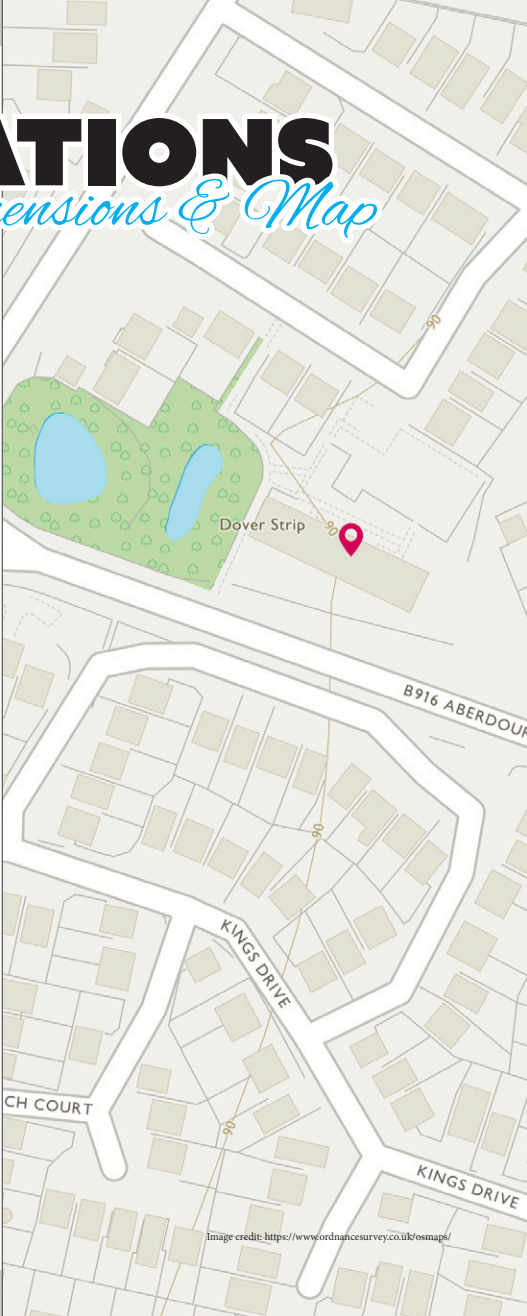 ATIONS
ensions & Map
90
Dover Strip
90
B916 ABERDOUR
90
KINGS DRIVE
CH COURT
90
KINGS DRIVE
Image credit: https://www.ordnancesurvey.co.uk/osmaps/